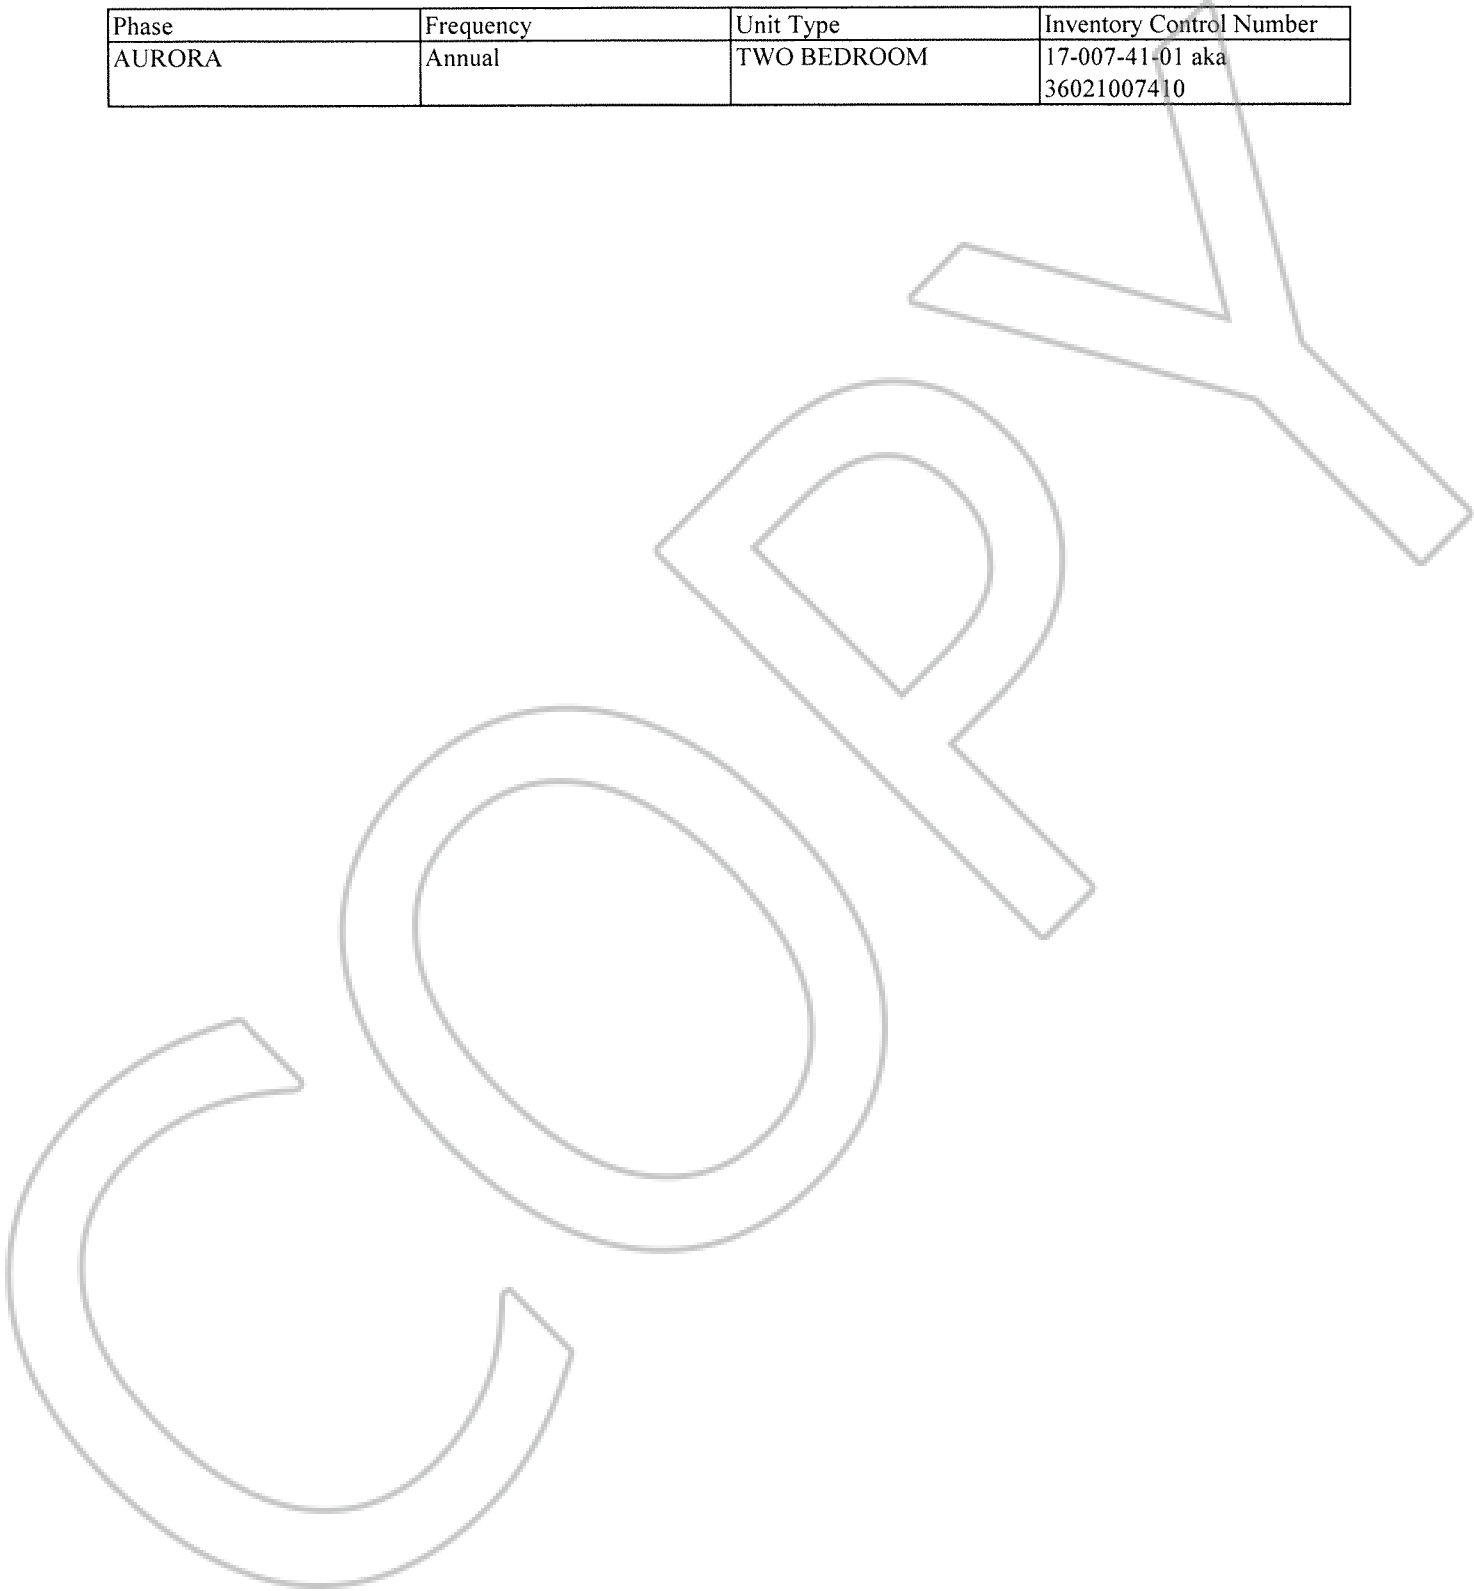 Phase Frequency Unit Type Inventory Control Number
AURORA Annual TWO BEDROOM 17-007-41-01 aka
36021007410
COPY